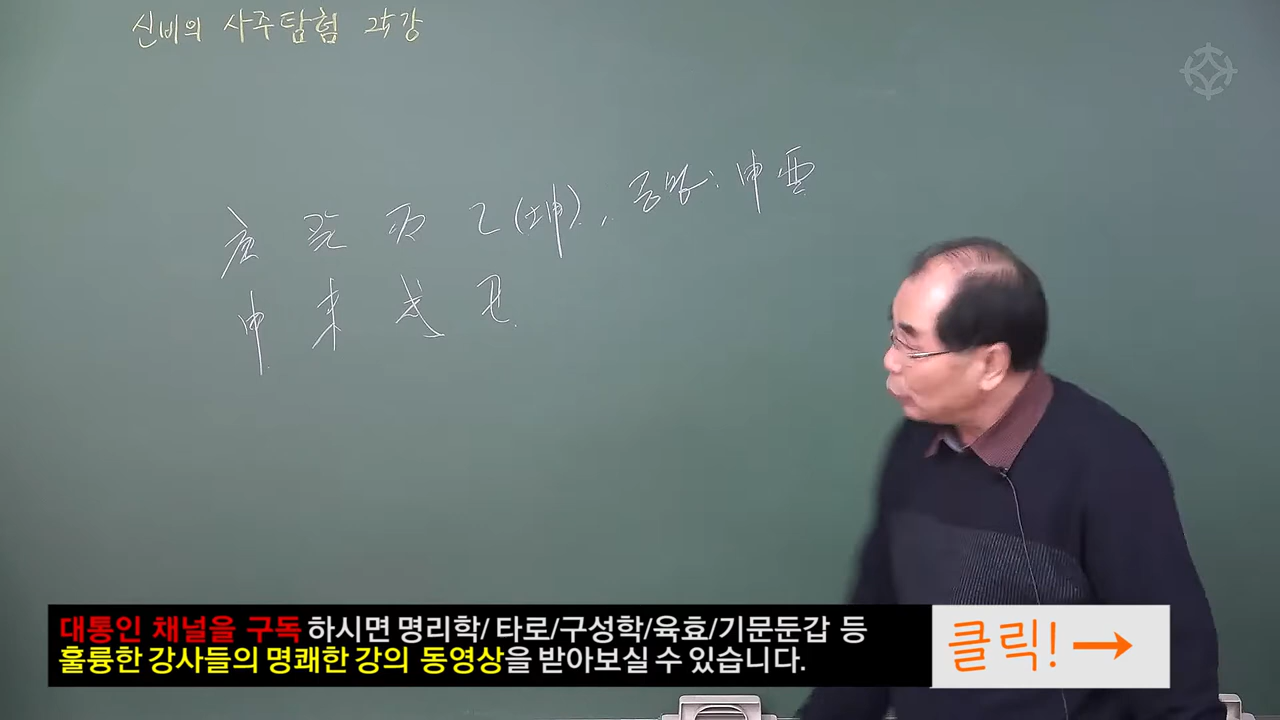 신비의 사주탐험 25강
庚 癸 丙 乙(坤), 공망: 申酉
申 未 戌 丑
대통인 채널을 구독 하시면 명리학/ 타로/구성학/육효/기문둔갑 등
훌륭한 강사들의 명쾌한 강의 동영상을 받아보실 수 있습니다.
클릭!